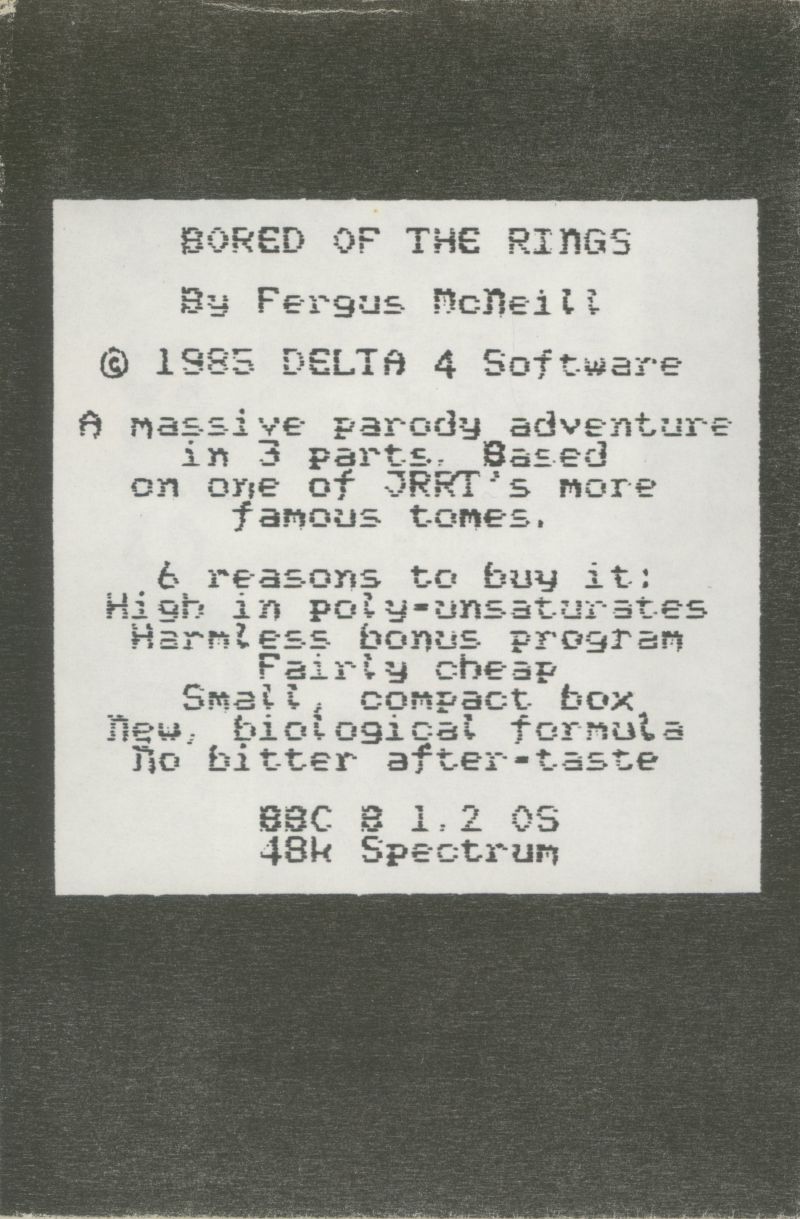 BORED OF THE RINGS
By Fergus McNeill
© 1985 DELTA 4 Software
A massive parody adventure
in 3 parts. Based
on one of JRRT's more
famous tomes.
6 reasons to buy it:
High in poly-unsaturates
Harmless bonus program
Fairly cheap
Small, compact box
New, biological formula
No bitter after-taste
BBC B 1.2 OS
48k Spectrum